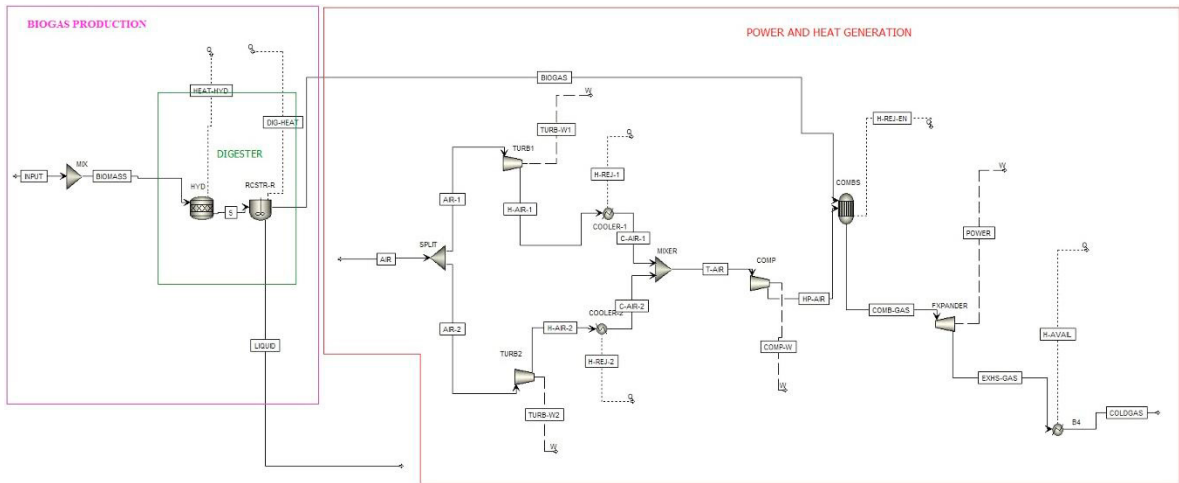 BIOGAS PRODUCTION
POWER AND HEAT GENERATION
Q
Q
HEAT-HYD
DIG-HEAT
DIGESTER
MIX
INPUT
BIOMASS
HYD
S
RCSTR-R
LIQUID
BIOGAS
W
TURB-W1
TURB1
Q
H-REJ-1
AIR-1
H-AIR-1
COOLER-1
C-AIR-1
SPLIT
AIR
MIXER
T-AIR
COMP
HP-AIR
C-AIR-2
COOLER-2
AIR-2
H-AIR-2
H-REJ-2
Q
TURB2
TURB-W2
W
COMP-W
W
COMBS
H-REJ-EN
Q
COMB-GAS
W
POWER
EXPANDER
Q
H-AVAIL
EXHS-GAS
B4
COLDGAS